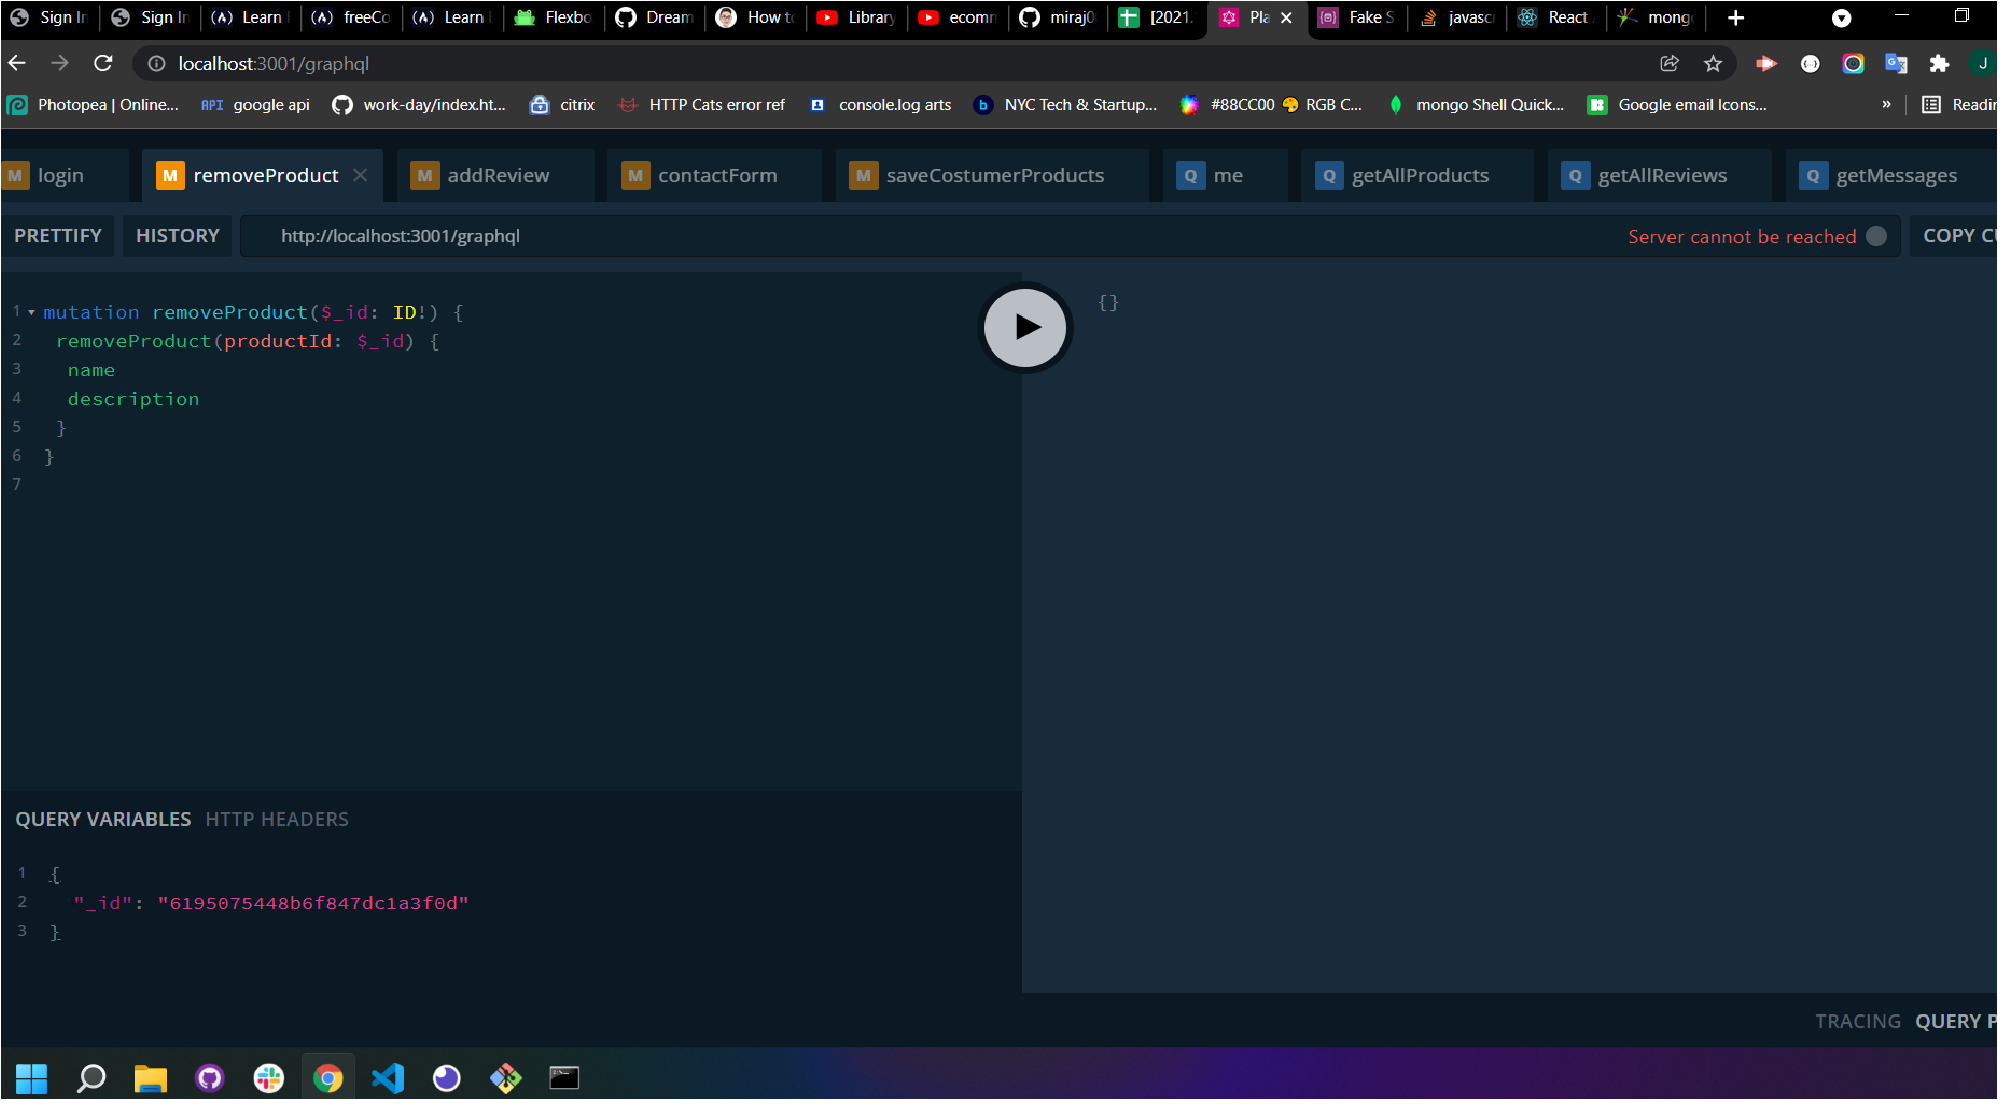 Sign In Sign In Learn freeCo Learn Flexbo Dream How to Library ecomm miraj0 [2021. Pla Fake S javasc React mong
localhost:3001/graphql
J
Photopea | Online... API google api work-day/index.ht... citrix HTTP Cats error ref console.log arts b NYC Tech & Startup... #88CC00 RGB C... mongo Shell Quick... Google email Icons... » Readin
M login M removeProduct M addReview M contactForm M saveCostumerProducts Q me Q getAllProducts Q getAllReviews Q getMessages
PRETTIFY HISTORY http://localhost:3001/graphql Server cannot be reached COPY CU
{}
1 mutation removeProduct($_id: ID!) {
2 removeProduct(productId: $_id) {
3 name
4 description
5 }
6 }
7
QUERY VARIABLES HTTP HEADERS
1 {
2 "_id": "6195075448b6f847dc1a3f0d"
3 }
TRACING QUERY P